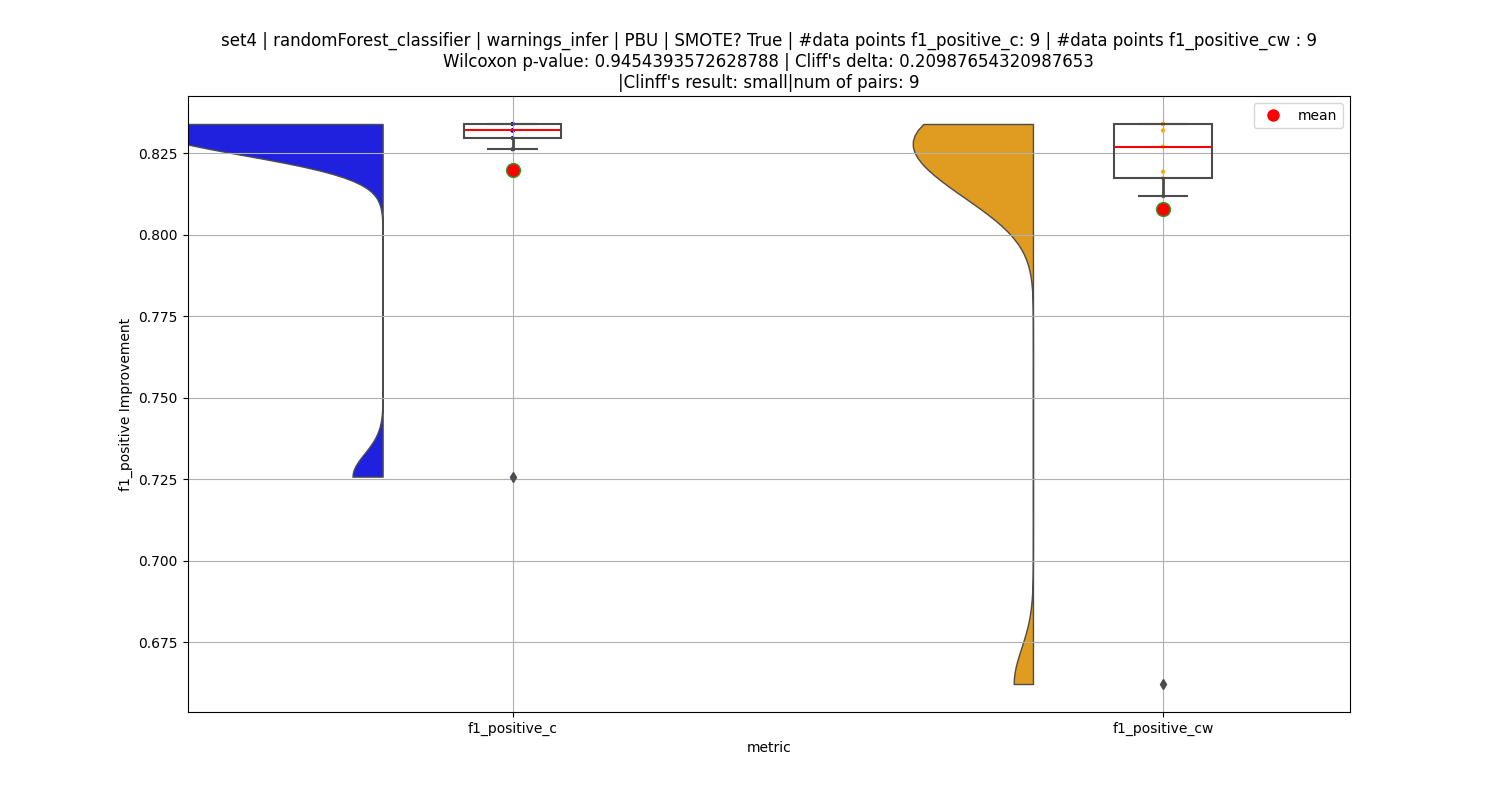 set4 | randomForest_classifier | warnings_infer | PBU | SMOTE? True | #data points f1_positive_c: 9 | #data points f1_positive_cw : 9
Wilcoxon p-value: 0.9454393572628788 | Cliff's delta: 0.20987654320987653
|Clinff's result: small|num of pairs: 9
mean
0.825
0.800
0.775
0.750
0.725
0.700
0.675
f1_positive Improvement
f1_positive_c
f1_positive_cw
metric